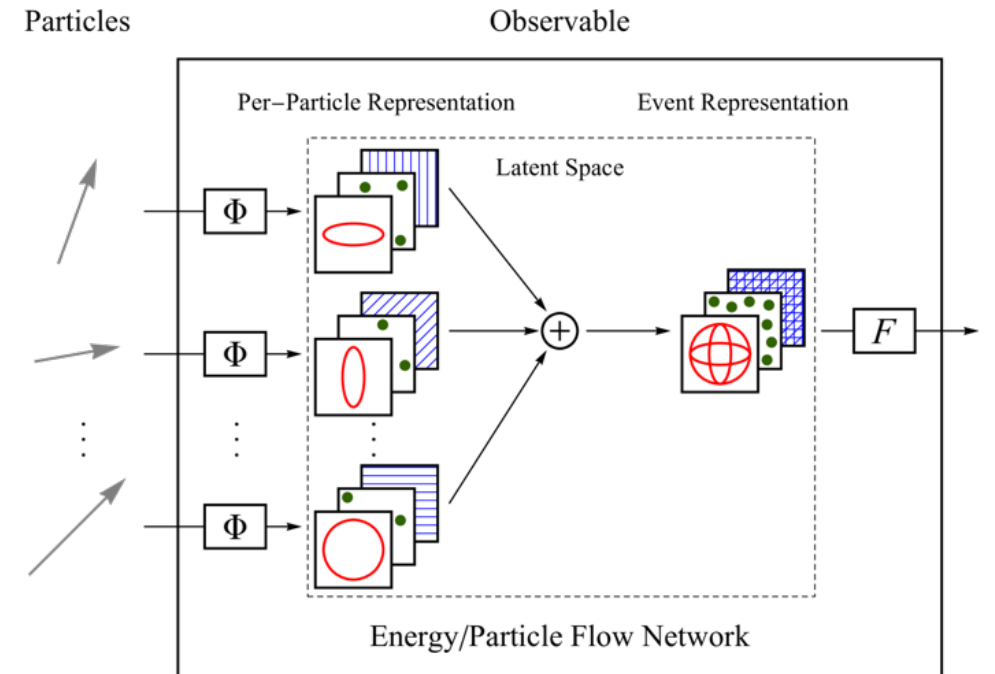 Particles
Observable
Per−Particle Representation
Event Representation
Latent Space
Φ
Φ
+
F
Φ
Energy/Particle Flow Network